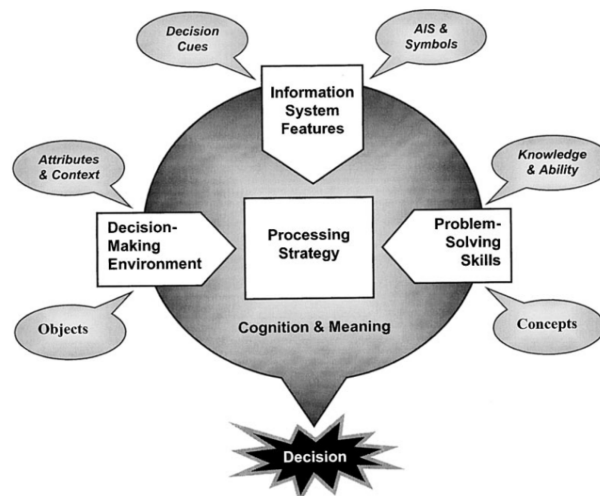 Decision
Cues
AIS &
Symbols
Information
System
Features
Attributes
& Context
Knowledge
& Ability
Decision-
Making
Environment
Processing
Strategy
Problem-
Solving
Skills
Objects
Cognition & Meaning
Concepts
Decision